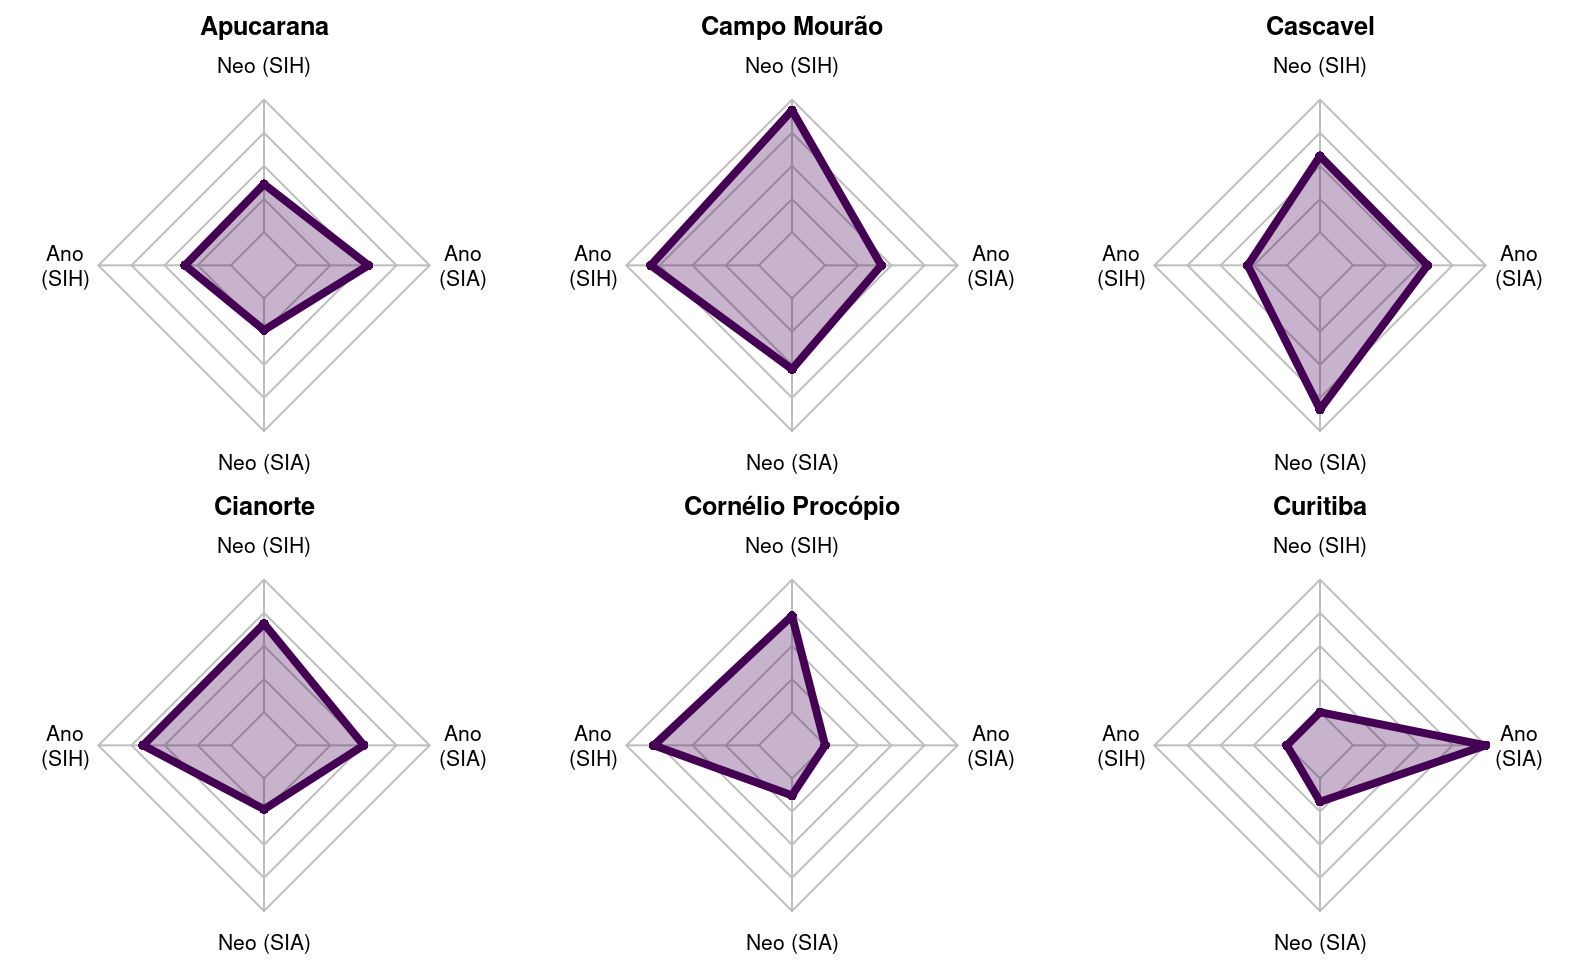 Apucarana
Neo (SIH)
Ano
(SIH)
Ano
(SIA)
Neo (SIA)
Campo Mourão
Neo (SIH)
Ano
(SIH)
Ano
(SIA)
Neo (SIA)
Cascavel
Neo (SIH)
Ano
(SIH)
Ano
(SIA)
Neo (SIA)
Cianorte
Neo (SIH)
Ano
(SIH)
Ano
(SIA)
Neo (SIA)
Cornélio Procópio
Neo (SIH)
Ano
(SIH)
Ano
(SIA)
Neo (SIA)
Curitiba
Neo (SIH)
Ano
(SIH)
Ano
(SIA)
Neo (SIA)